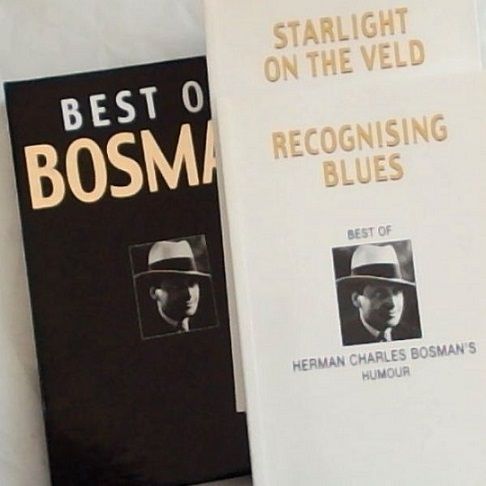 STARLIGHT
ON THE VELD
BEST O
BOSMA
RECOGNISING
BLUES
BEST OF
HERMAN CHARLES BOSMAN'S
HUMOUR